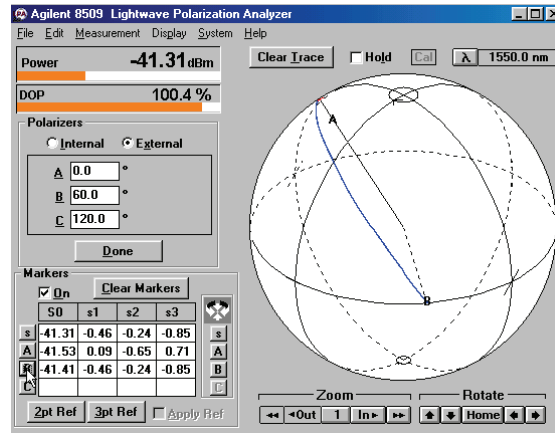 Agilent 8509 Lightwave Polarization Analyzer
File Edit Measurement Display System Help
Power -41.31 dBm
DOP 100.4 %
Clear Trace Hold Cal λ 1550.0 nm
Polarizers
Internal External
A 0.0 °
B 60.0 °
C 120.0 °
Done
Markers
On Clear Markers
S0 s1 s2 s3
s -41.31 -0.46 -0.24 -0.85 s
A -41.53 0.09 -0.65 0.71 A
-41.41 -0.46 -0.24 -0.85 B
C C
2pt Ref 3pt Ref Apply Ref
A
B
Zoom
Out 1 In
Rotate
Home